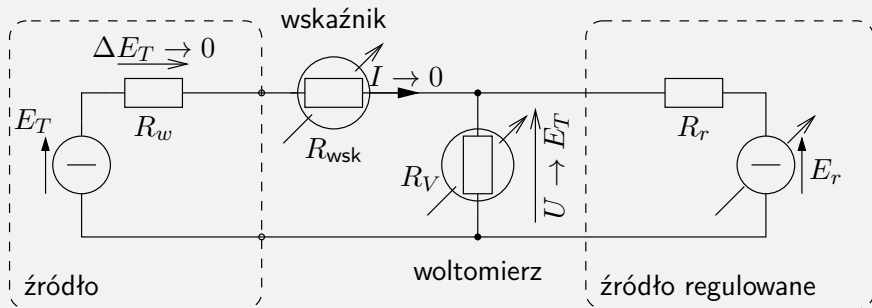 wskaźnik
ΔE_T → 0
I → 0
E_T
R_w
R_wsk
R_V
U → E_T
R_r
E_r
źródło
woltomierz
źródło regulowane